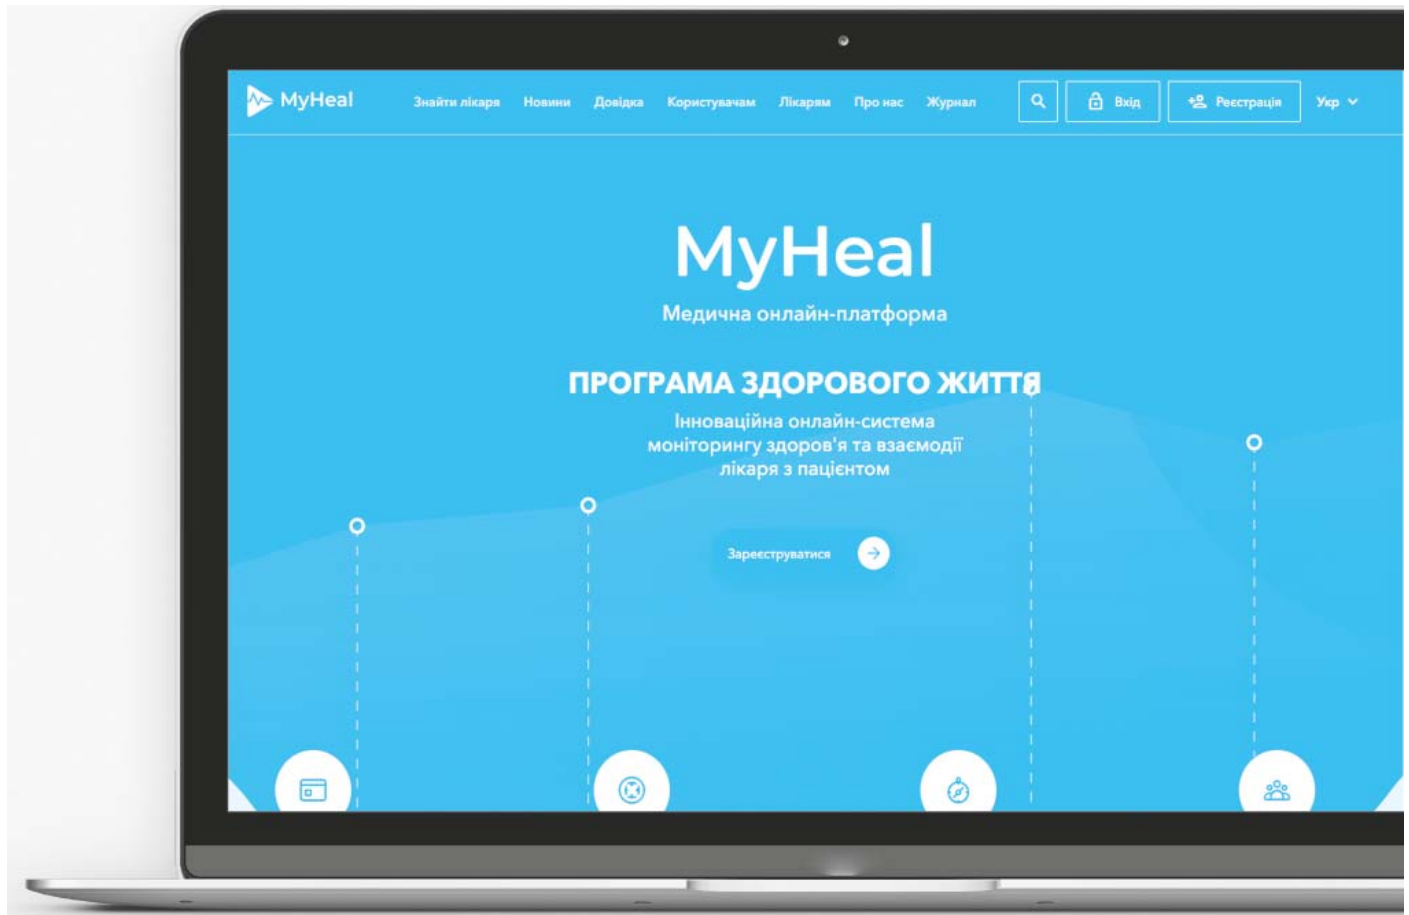 MyHeal
Знайти лікаря Новини Довідка Користувачам Лікарям Про нас Журнал
Вхід
Реєстрація
Укр
MyHeal
Медична онлайн-платформа
ПРОГРАМА ЗДОРОВОГО ЖИТТЯ
Інноваційна онлайн-система
моніторингу здоров'я та взаємодії
лікаря з пацієнтом
Зареєструватися